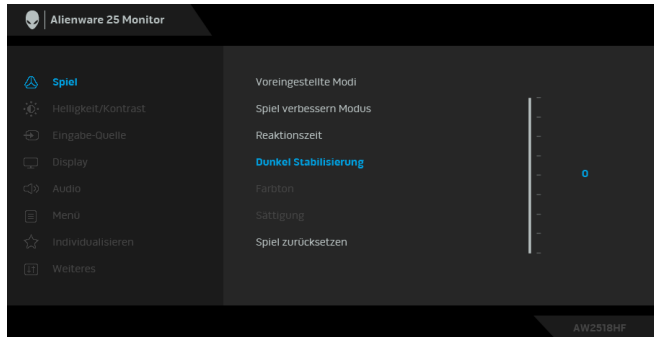 Alienware 25 Monitor
Spiel
Helligkeit/Kontrast
Eingabe-Quelle
Display
Audio
Menü
Individualisieren
Weiteres
Voreingestellte Modi
Spiel verbessern Modus
Reaktionszeit
Dunkel Stabilisierung
Farbton
Sättigung
Spiel zurücksetzen
0
AW2518HF